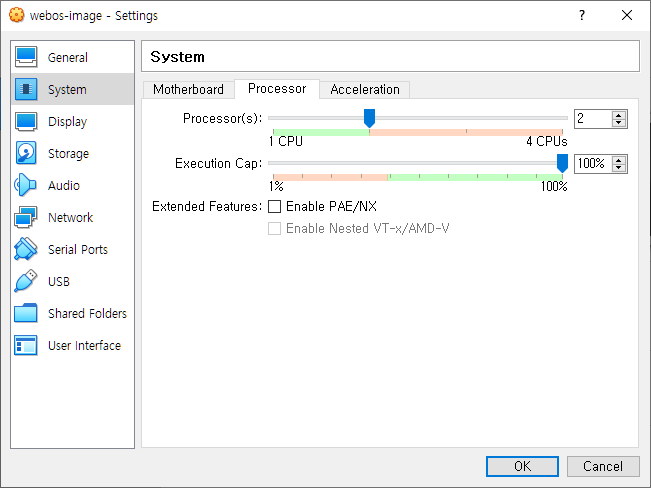 webos-image - Settings
?
General
System
Display
Storage
Audio
Network
Serial Ports
USB
Shared Folders
User Interface
System
Motherboard Processor Acceleration
Processor(s): 2
1 CPU 4 CPUs
Execution Cap: 100%
1% 100%
Extended Features: Enable PAE/NX
Enable Nested VT-x/AMD-V
OK Cancel